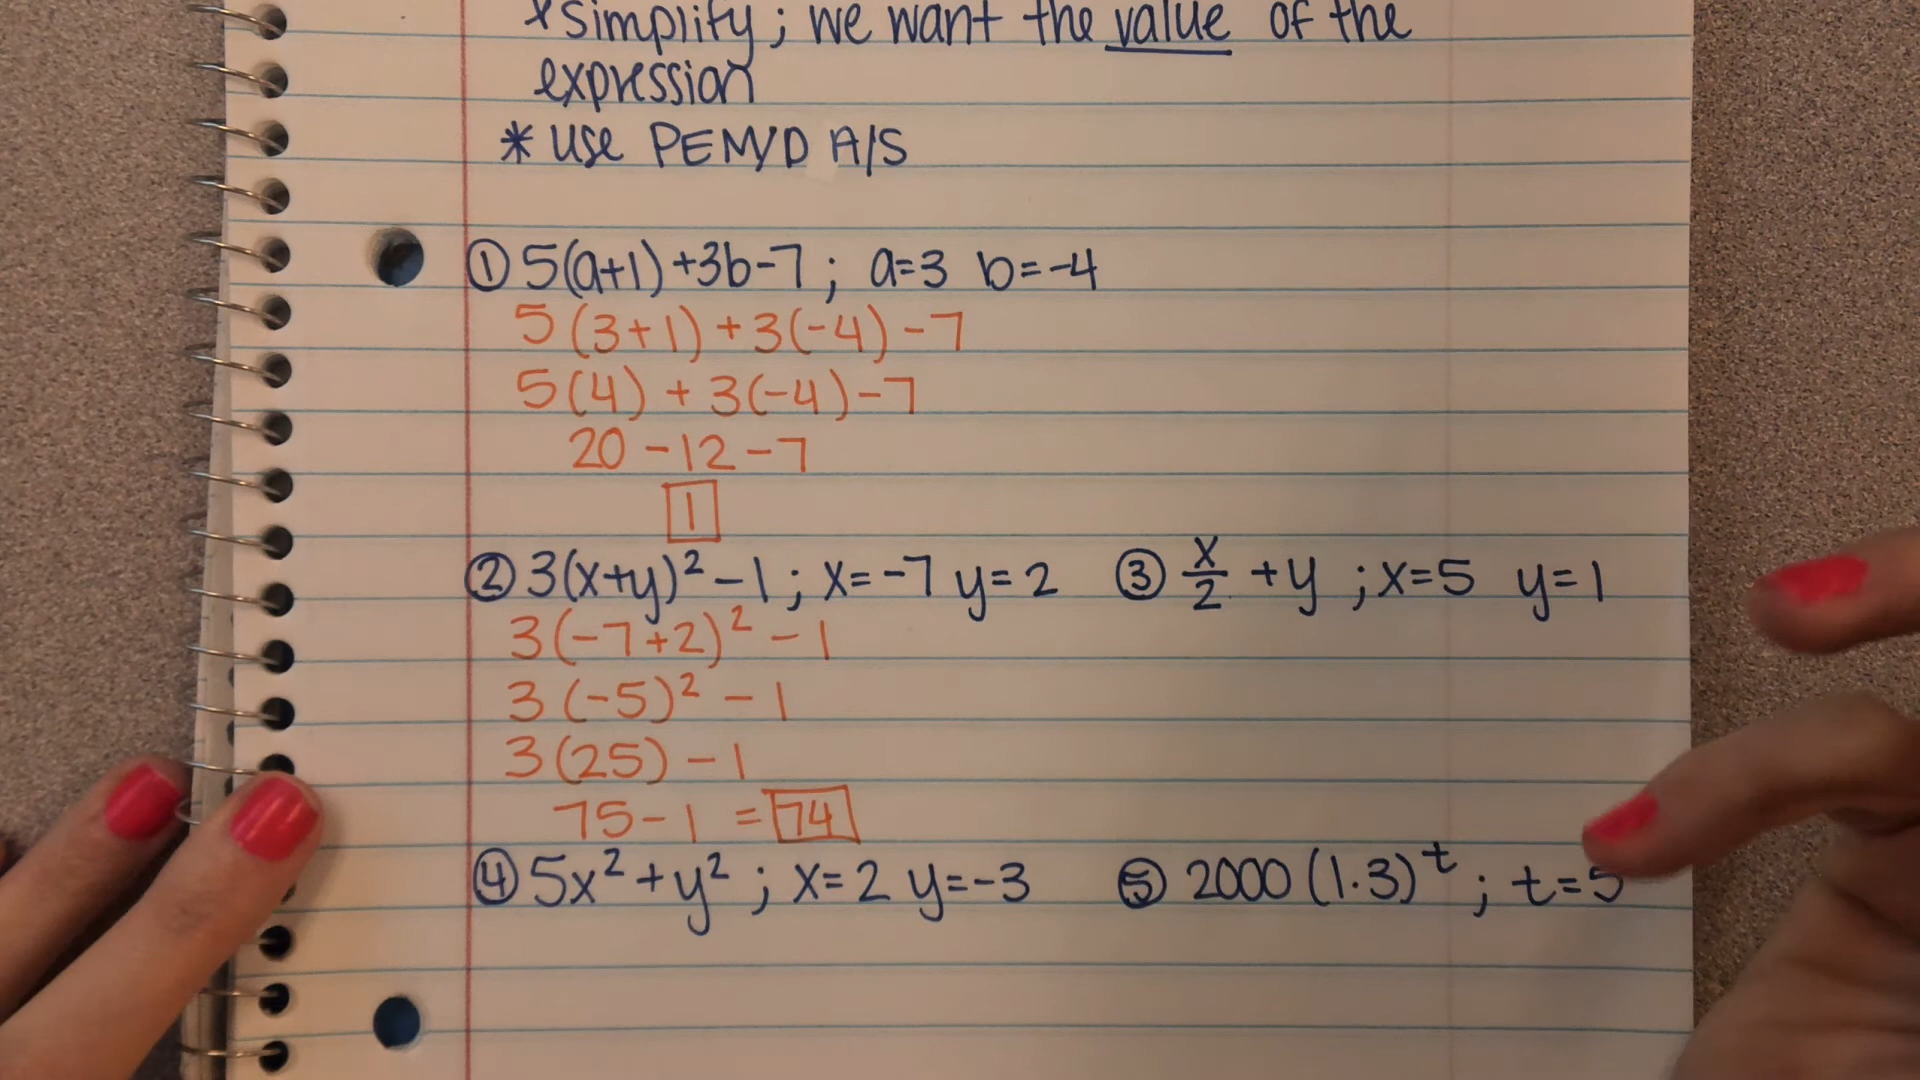 * Simplify; we want the value of the
expression
* Use PEM/D A/S
① 5(a+1)+3b-7; a=3 b=-4
5(3+1)+3(-4)-7
5(4)+3(-4)-7
20-12-7
1
② 3(x+y)²-1; x=-7 y=2
3(-7+2)²-1
3(-5)²-1
3(25)-1
75-1 = 74
③ x/2 +y ; x=5 y=1
④ 5x²+y²; x=2 y=-3
⑤ 2000(1.3)^t; t=5